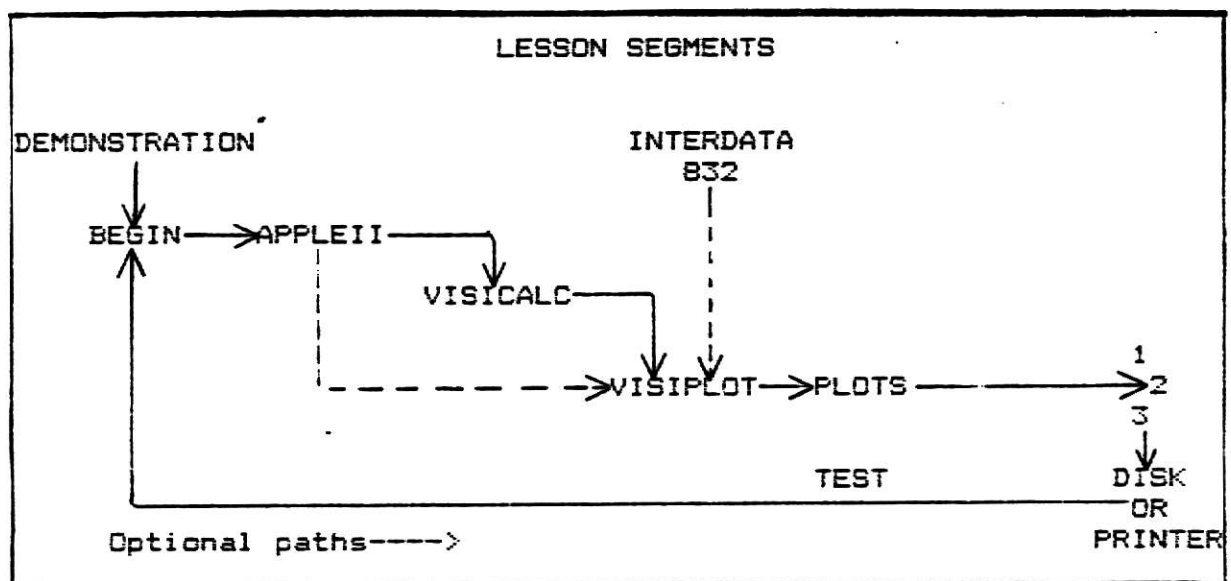 LESSON SEGMENTS
DEMONSTRATION
INTERDATA
832
BEGIN
APPLEII
VISICALC
VISIPLOT
PLOTS
1
2
3
TEST
DISK
OR
PRINTER
Optional paths---->